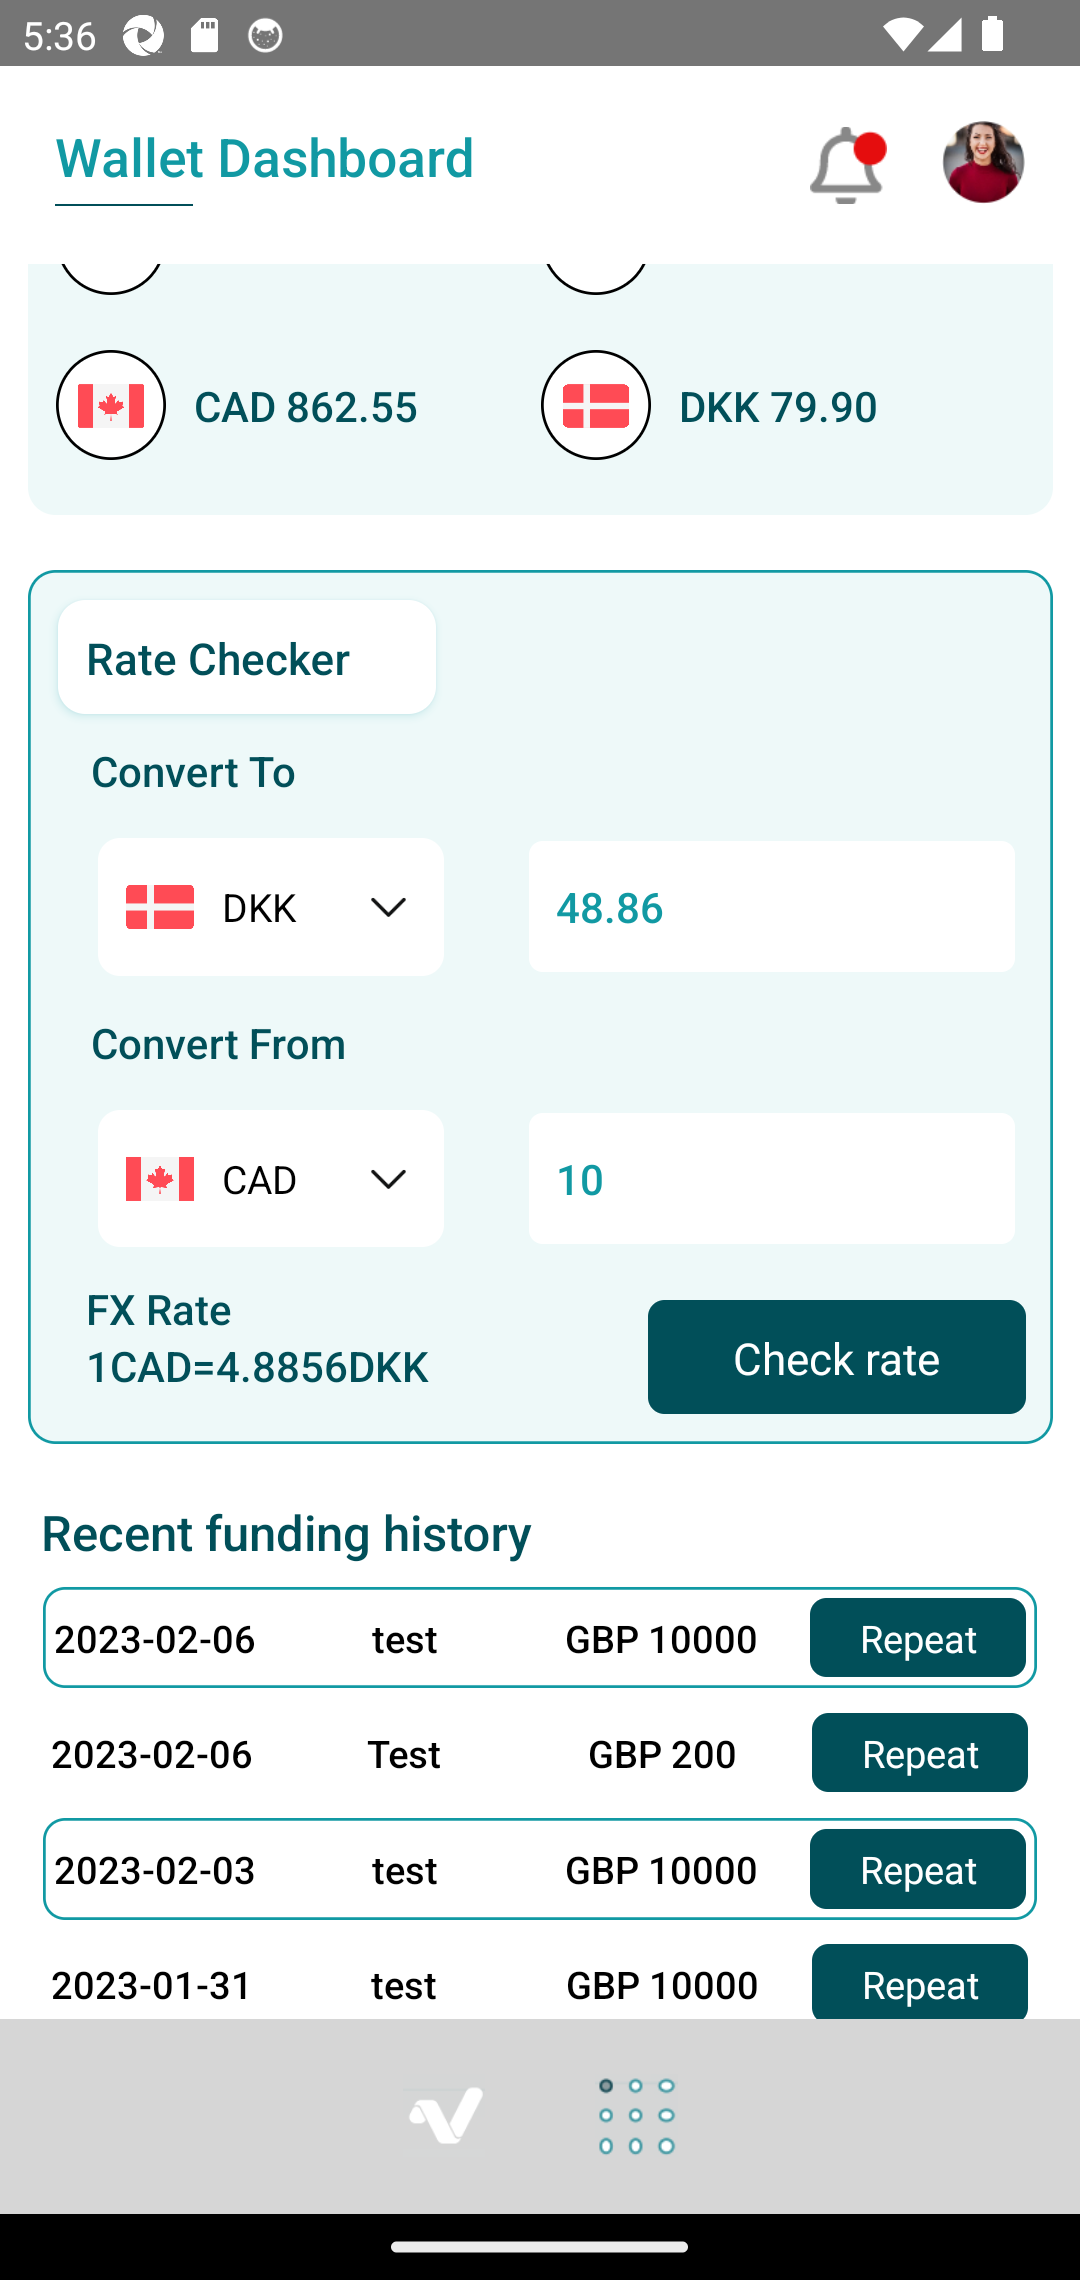 5:36
Wallet Dashboard
CAD 862.55 DKK 79.90
Rate Checker
Convert To
DKK 48.86
Convert From
CAD 10
FX Rate
1CAD=4.8856DKK
Check rate
Recent funding history
2023-02-06 test GBP 10000 Repeat
2023-02-06 Test GBP 200 Repeat
2023-02-03 test GBP 10000 Repeat
2023-01-31 test GBP 10000 Repeat